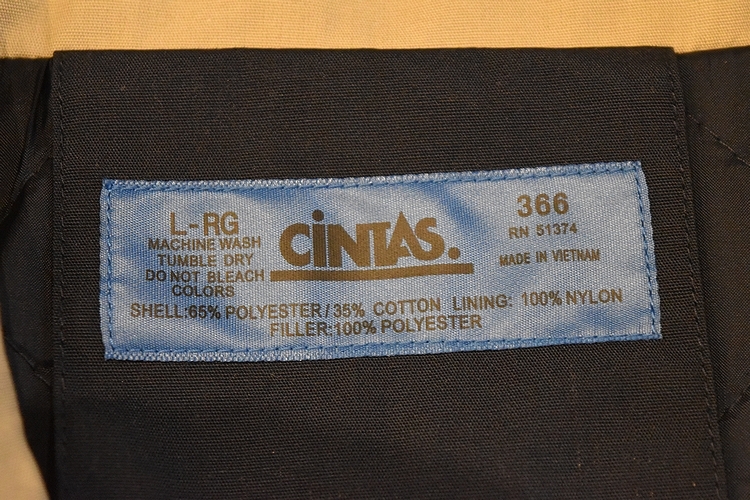 L-RG
MACHINE WASH
TUMBLE DRY
DO NOT BLEACH
COLORS
CiNTAS.
366
RN 51374
MADE IN VIETNAM
SHELL:65% POLYESTER/35% COTTON LINING: 100% NYLON
FILLER:100% POLYESTER